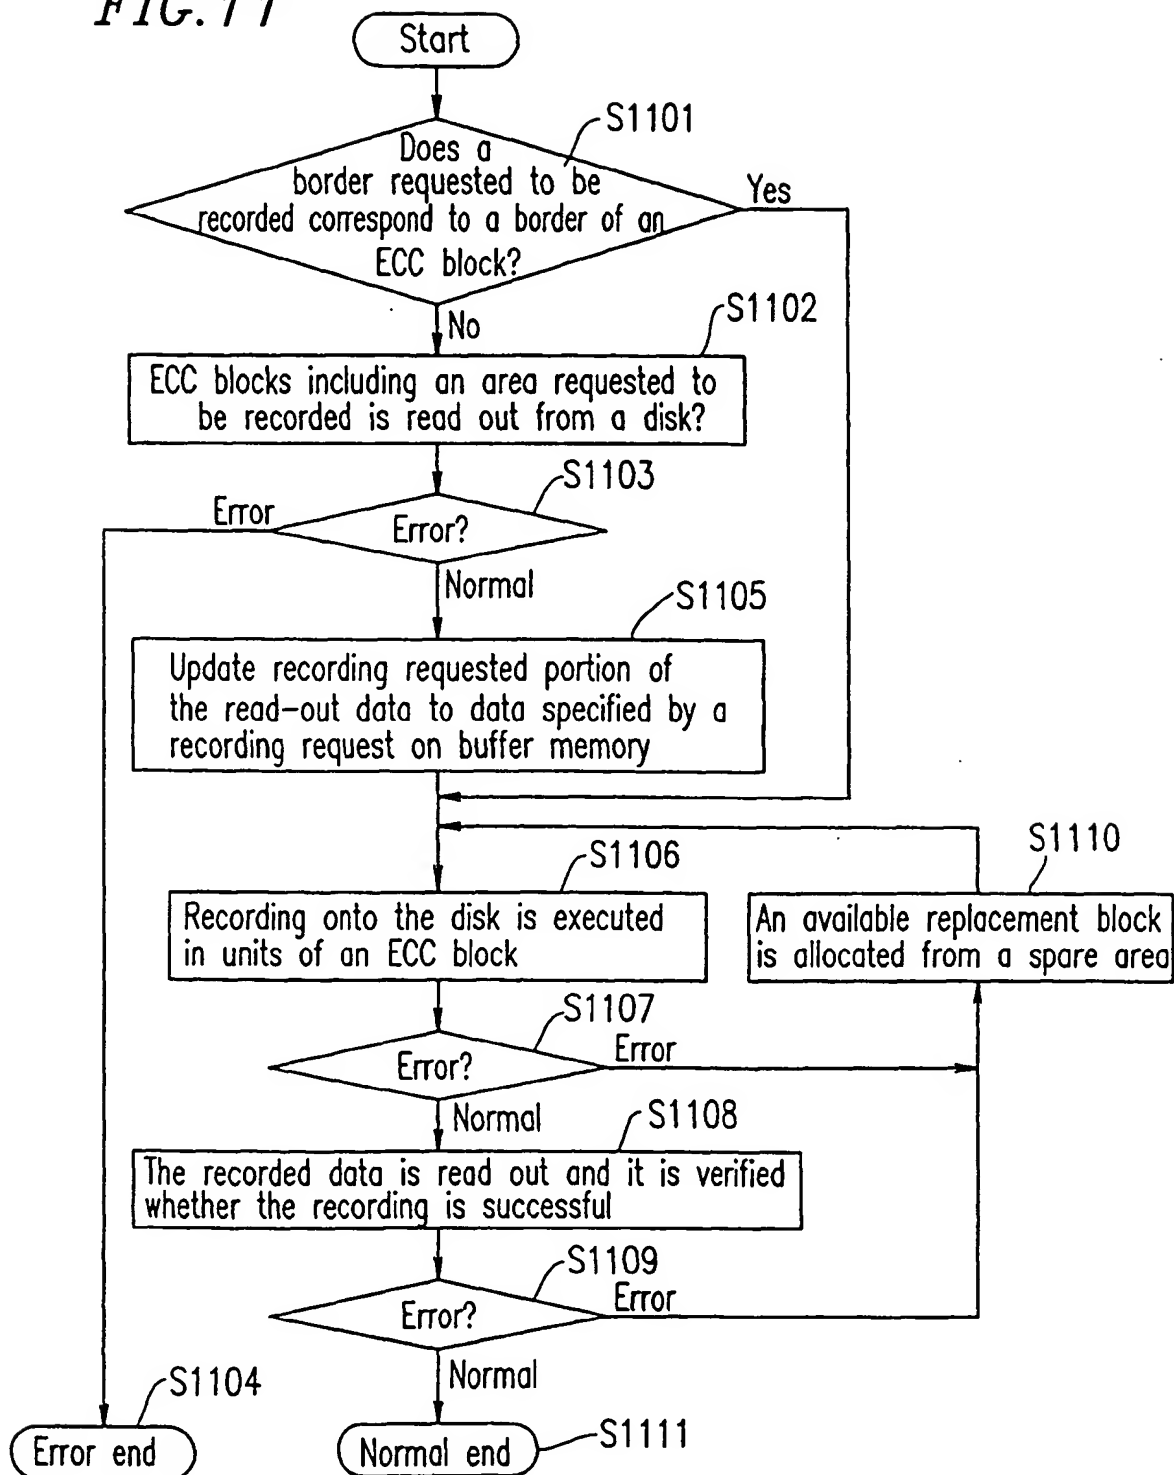 FIG. 11
Start
S1101
Does a
border requested to be
recorded correspond to a border of an
ECC block?
Yes
No
S1102
ECC blocks including an area requested to
be recorded is read out from a disk?
S1103
Error
Error?
Normal
S1105
Update recording requested portion of
the read-out data to data specified by a
recording request on buffer memory
S1106
S1110
Recording onto the disk is executed
in units of an ECC block
An available replacement block
is allocated from a spare area
S1107
Error?
Error
Normal
S1108
The recorded data is read out and it is verified
whether the recording is successful
S1109
Error?
Error
Normal
S1104
Error end
Normal end
S1111